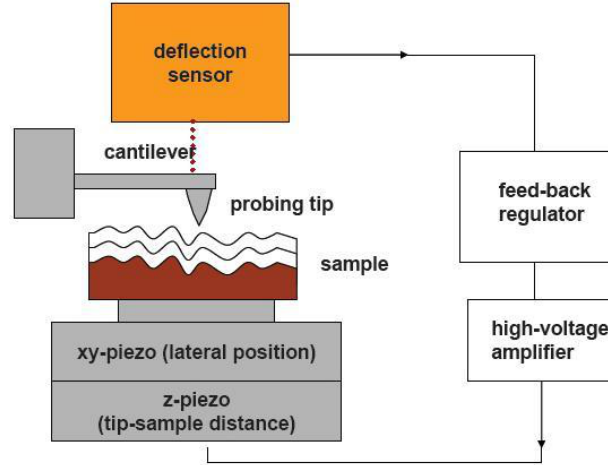 deflection
sensor
cantilever
probing tip
feed-back
regulator
sample
high-voltage
amplifier
xy-piezo (lateral position)
z-piezo
(tip-sample distance)